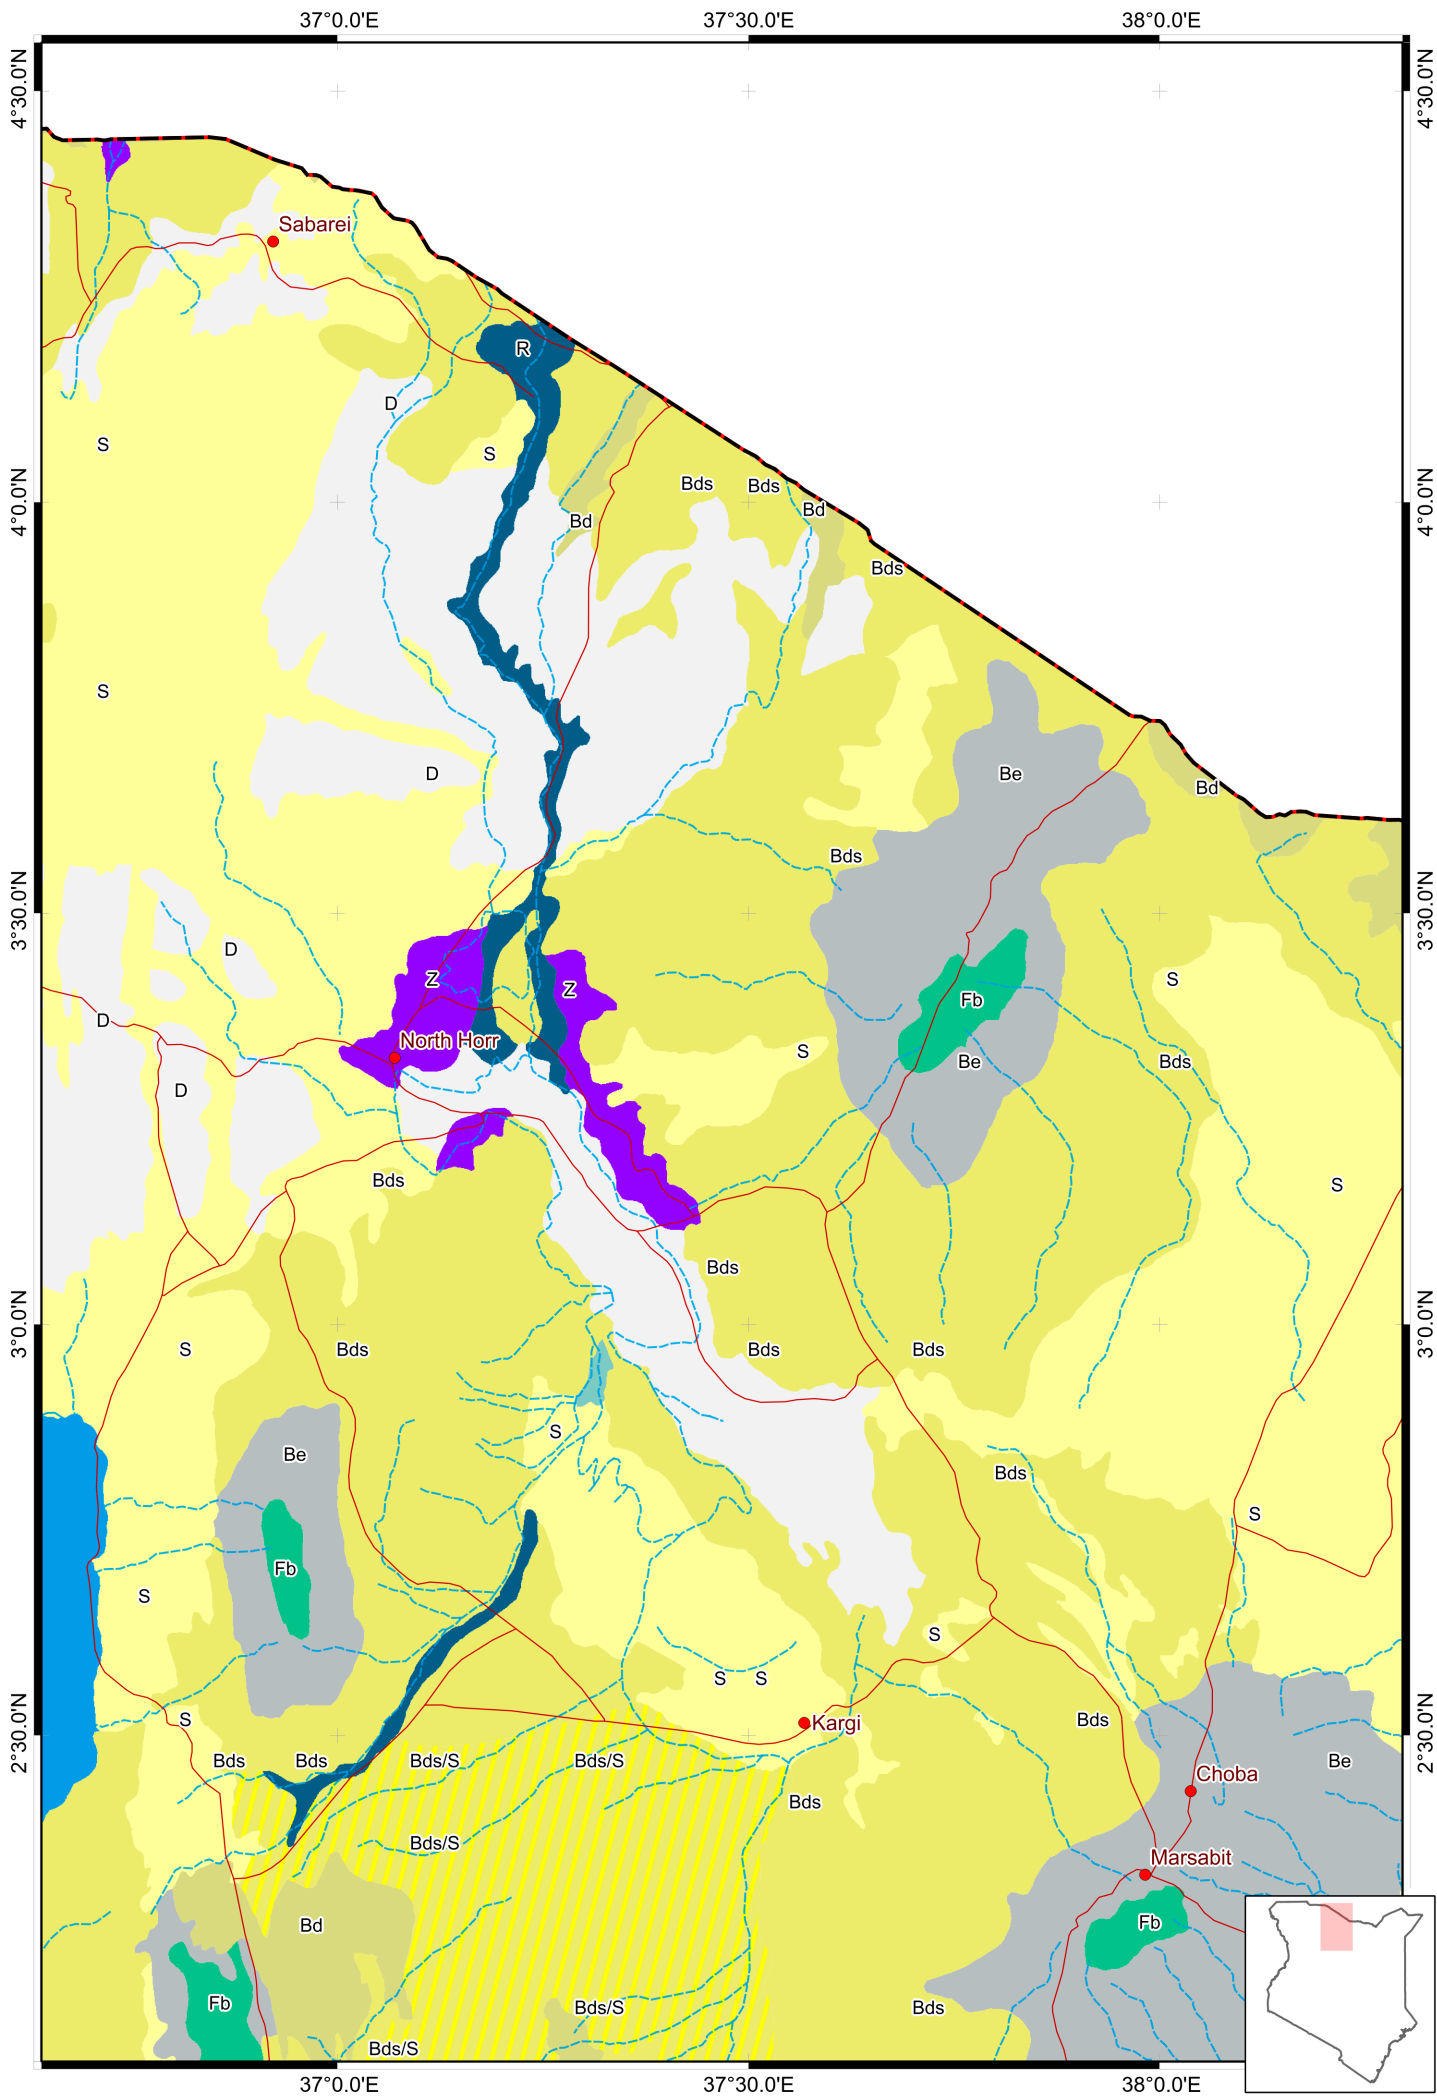 37°0.0'E
37°30.0'E
38°0.0'E
4°30.0'N
4°30.0'N
Sabarei
R
D
S
S
Bds
Bds
4°0.0'N
Bd
Bd
4°0.0'N
Bds
S
D
Be
Bd
Bds
3°30.0'N
3°30.0'N
D
Z
Z
S
Fb
D
North Horr
S
Be
Bds
D
Bds
S
Bds
3°0.0'N
3°0.0'N
S
Bds
Bds
Bds
S
Be
Bds
S
Fb
S
S
S
S
2°30.0'N
S
Kargi
Bds
2°30.0'N
Bds
Bds
Bds/S
Bds/S
Be
Choba
Bds
Bds/S
Marsabit
Bd
Fb
Fb
Bds/S
Bds
Bds/S
37°0.0'E
37°30.0'E
38°0.0'E